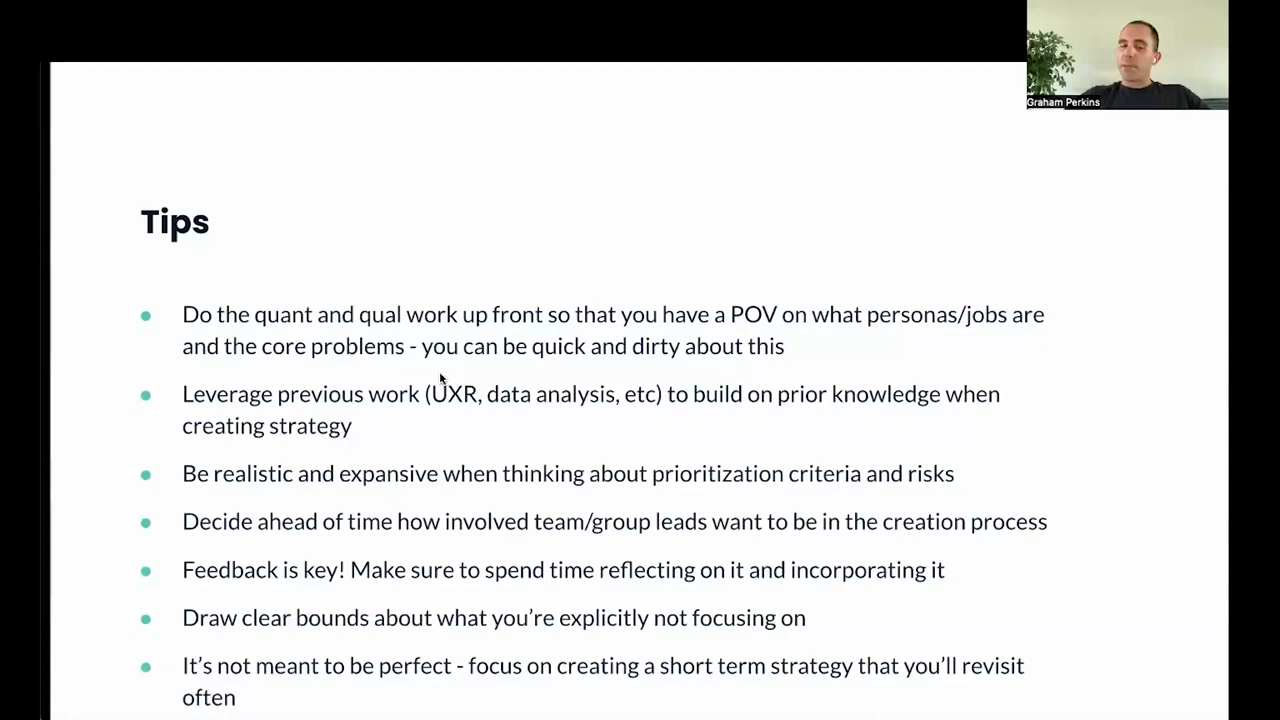 Graham Perkins
Tips
Do the quant and qual work up front so that you have a POV on what personas/jobs are
and the core problems - you can be quick and dirty about this
Leverage previous work (UXR, data analysis, etc) to build on prior knowledge when
creating strategy
Be realistic and expansive when thinking about prioritization criteria and risks
Decide ahead of time how involved team/group leads want to be in the creation process
Feedback is key! Make sure to spend time reflecting on it and incorporating it
Draw clear bounds about what you’re explicitly not focusing on
It’s not meant to be perfect - focus on creating a short term strategy that you’ll revisit
often